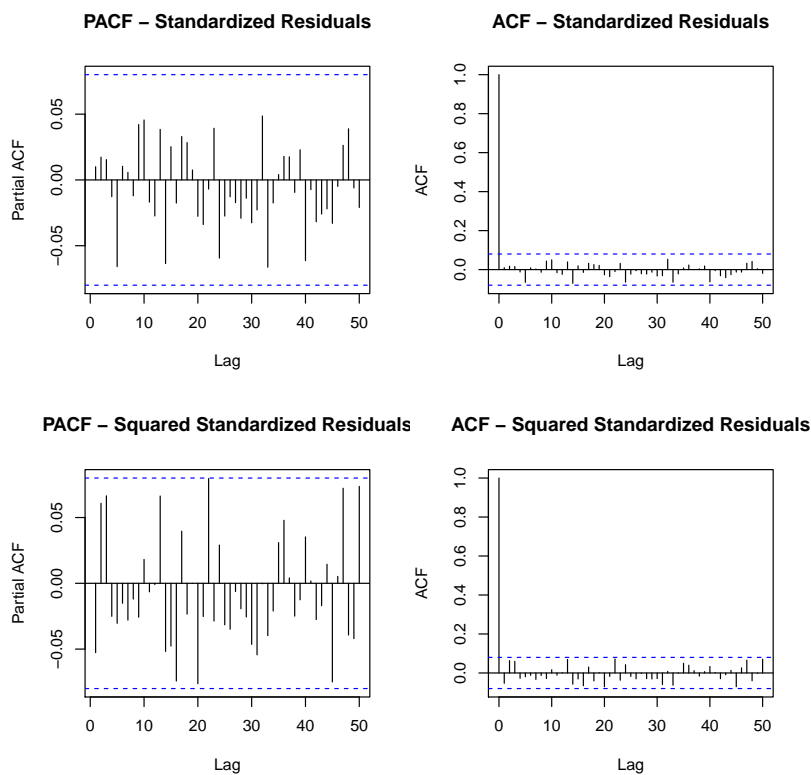 PACF – Standardized Residuals
Partial ACF
0.05
0.00
−0.05
0 10 20 30 40 50
Lag
ACF – Standardized Residuals
ACF
1.0
0.8
0.6
0.4
0.2
0.0
0 10 20 30 40 50
Lag
PACF – Squared Standardized Residuals
Partial ACF
0.05
0.00
−0.05
0 10 20 30 40 50
Lag
ACF – Squared Standardized Residuals
ACF
1.0
0.8
0.6
0.4
0.2
0.0
0 10 20 30 40 50
Lag